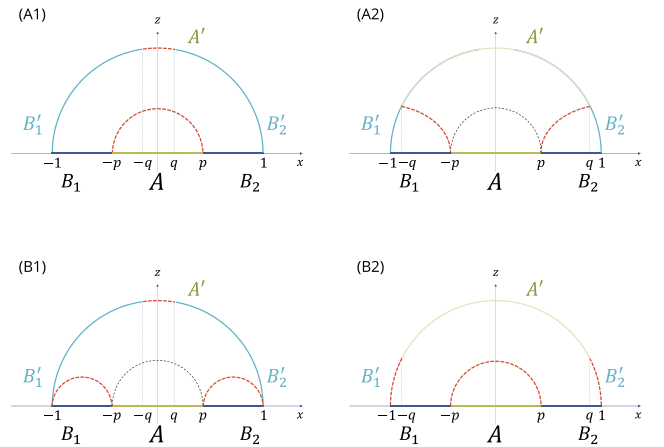 (A1)
z
A′
B′₁
B′₂
−1
−p
−q
q
p
1
x
B₁
A
B₂
(A2)
z
A′
B′₁
B′₂
−1
−q
−p
p
q
1
x
B₁
A
B₂
(B1)
z
A′
B′₁
B′₂
−1
−p
−q
q
p
1
x
B₁
A
B₂
(B2)
z
A′
B′₁
B′₂
−1
−q
−p
p
q
1
x
B₁
A
B₂